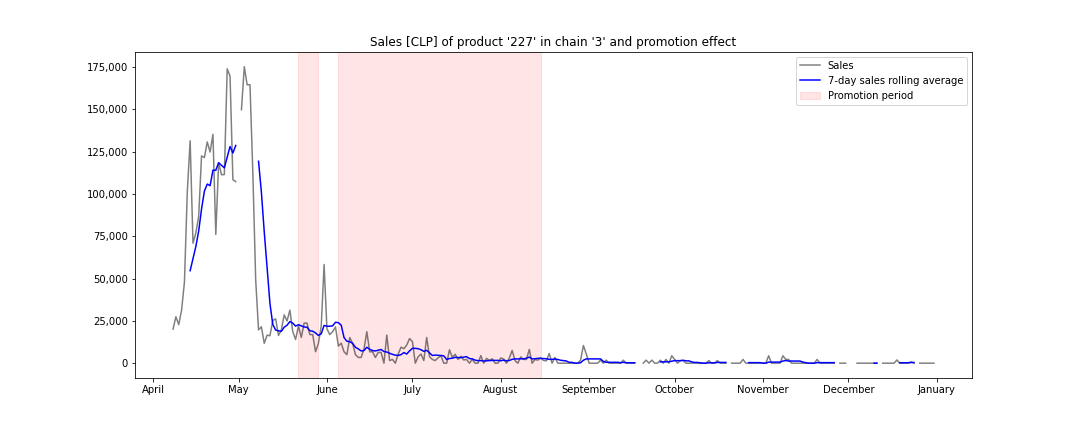 Sales [CLP] of product '227' in chain '3' and promotion effect
Sales
7-day sales rolling average
Promotion period
175,000
150,000
125,000
100,000
75,000
50,000
25,000
0
April May June July August September October November December January